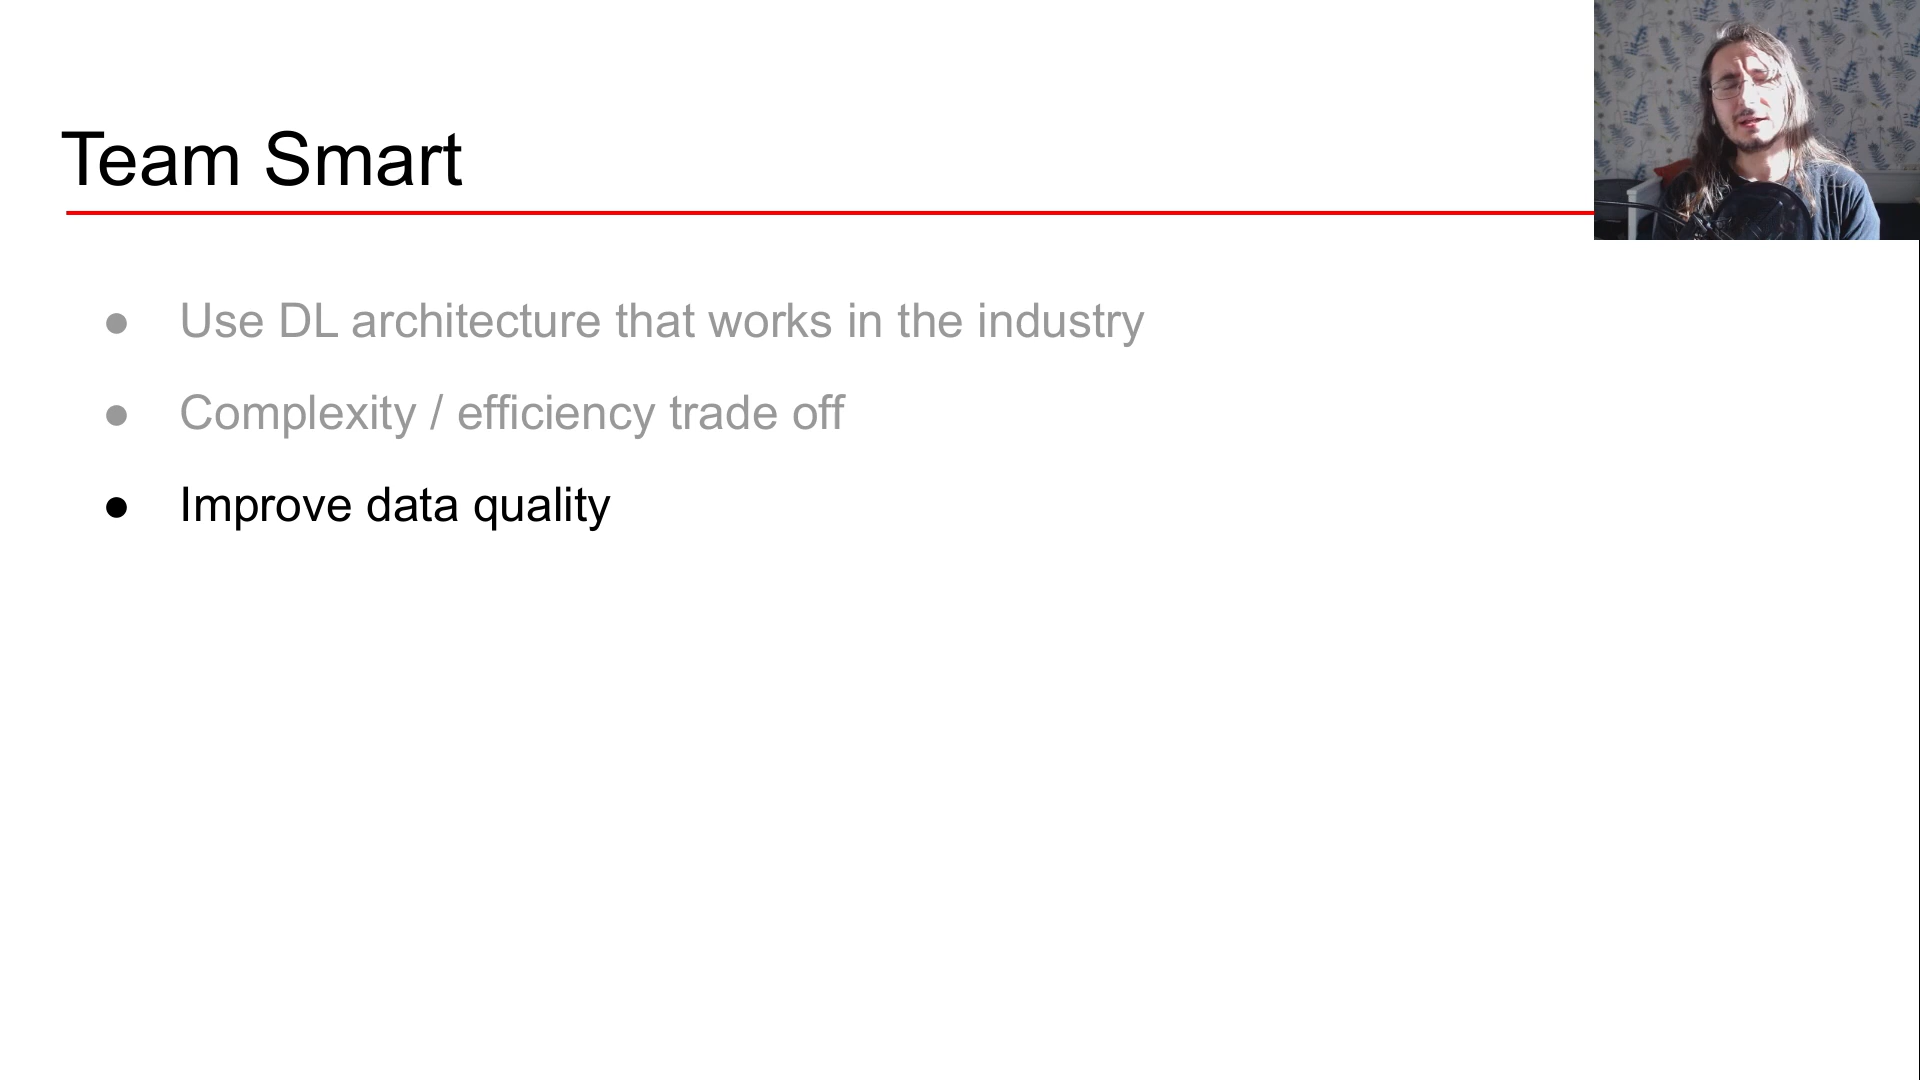 Team Smart
● Use DL architecture that works in the industry
● Complexity / efficiency trade off
● Improve data quality